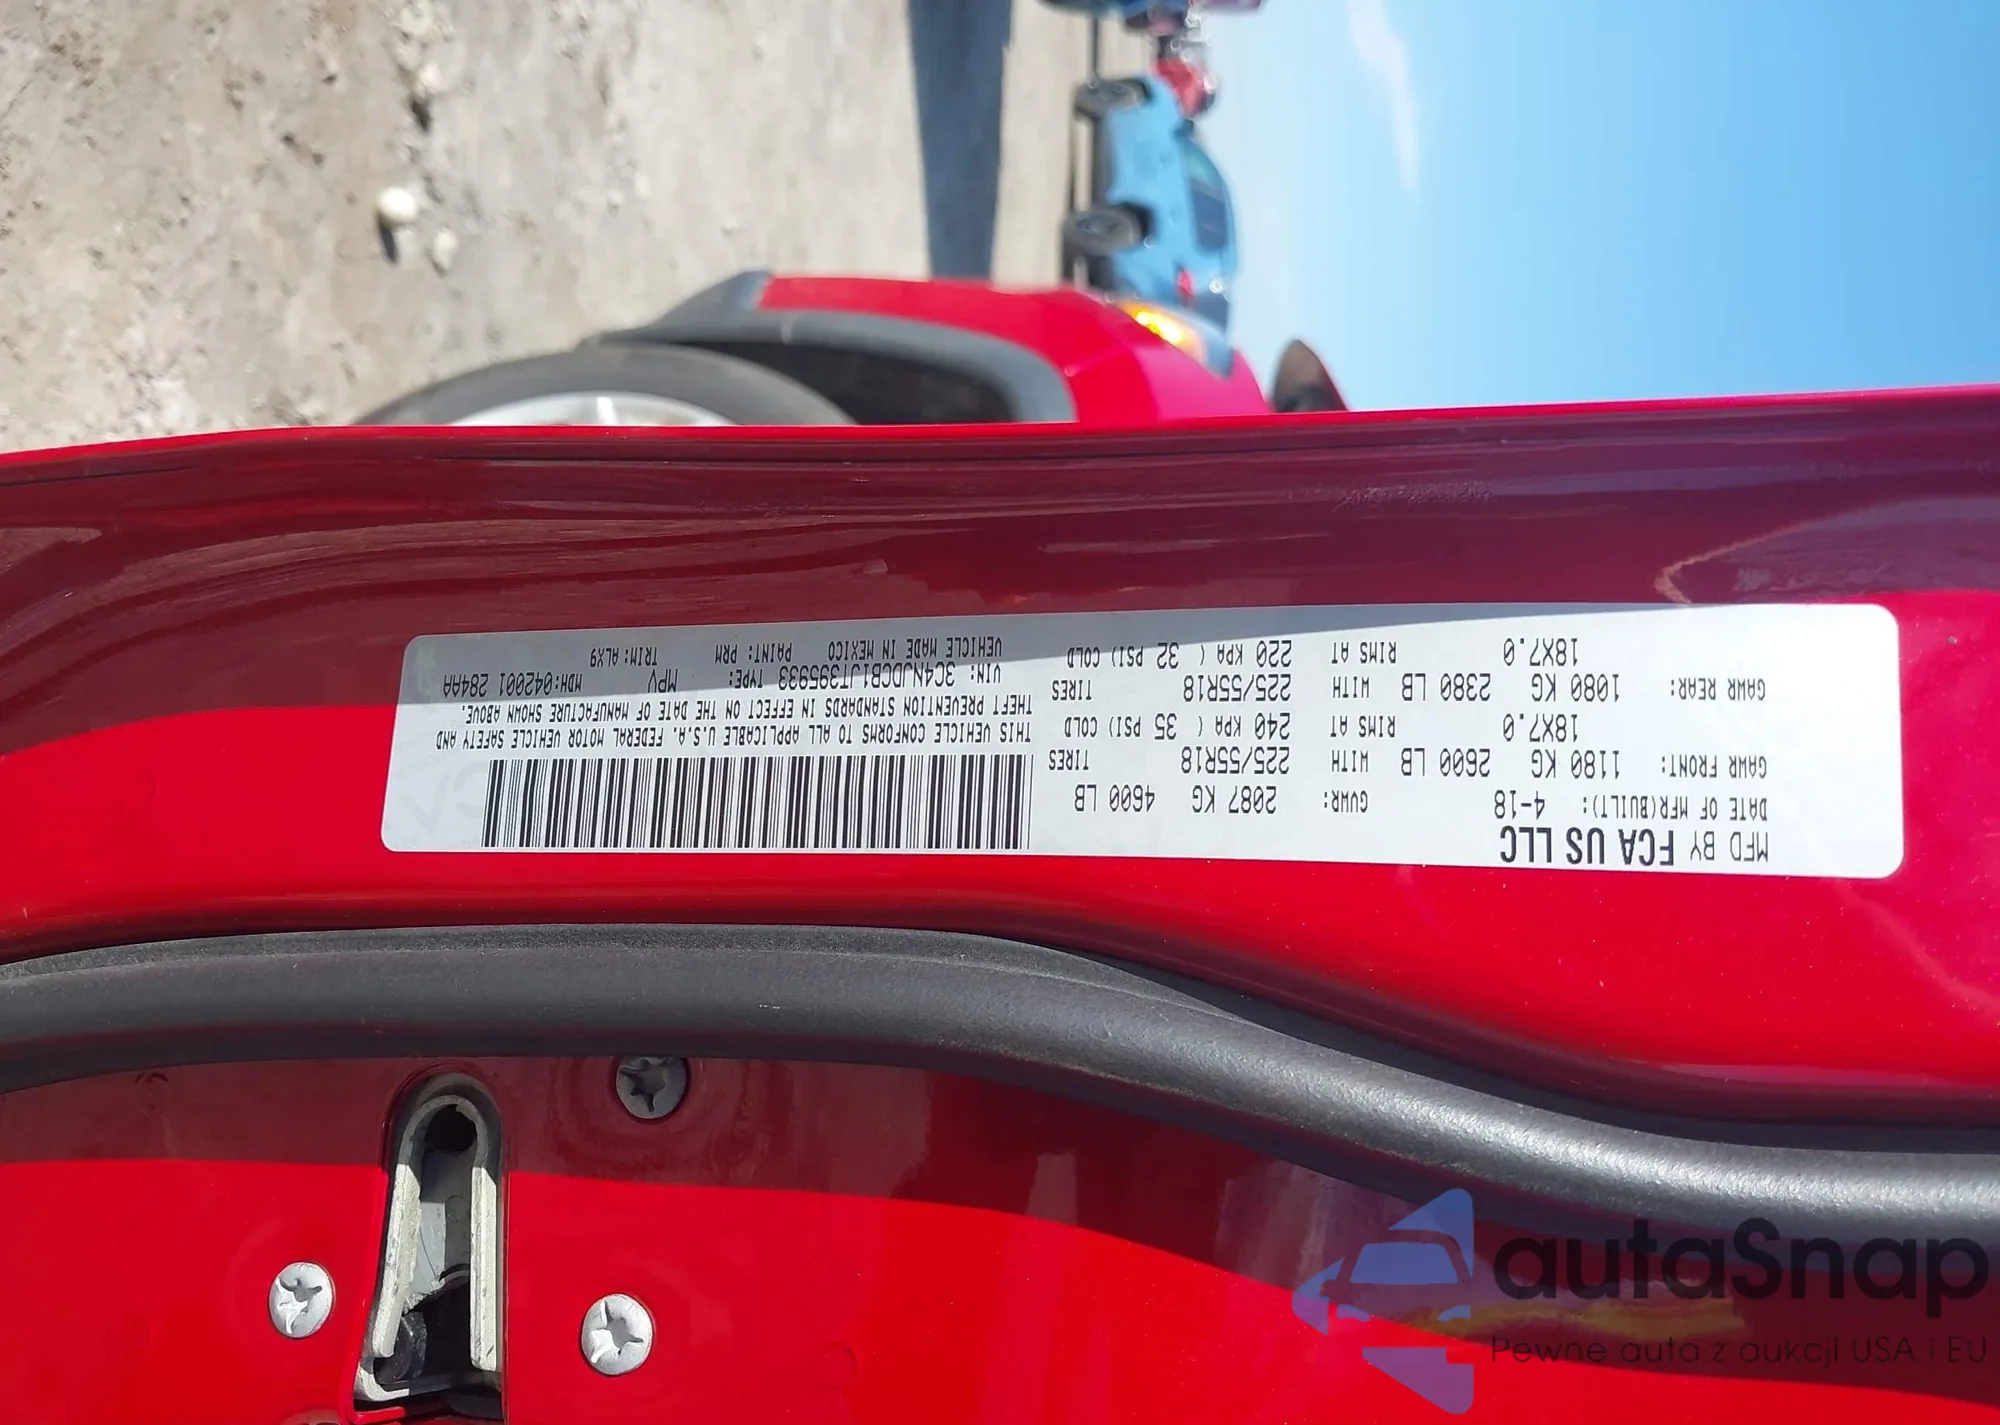 MFD BY FCA US LLC
DATE OF MFR(BUILT): 4-18 GVWR: 2087 KG 4600 LB
GAWR FRONT: 1180 KG 2600 LB WITH 225/55R18 TIRES
18X7.0 RIMS AT 240 KPA ( 35 PSI) COLD
GAWR REAR: 1080 KG 2380 LB WITH 225/55R18 TIRES
18X7.0 RIMS AT 220 KPA ( 32 PSI) COLD
THIS VEHICLE CONFORMS TO ALL APPLICABLE U.S.A. FEDERAL MOTOR VEHICLE SAFETY AND
THEFT PREVENTION STANDARDS IN EFFECT ON THE DATE OF MANUFACTURE SHOWN ABOVE.
VIN: 3C4NJDCB1JT395933 TYPE: MPV MDH:042001 284AA
VEHICLE MADE IN MEXICO PAINT: PRM TRIM: ALX9
autaSnap
Pewne auta z aukcji USA i EU